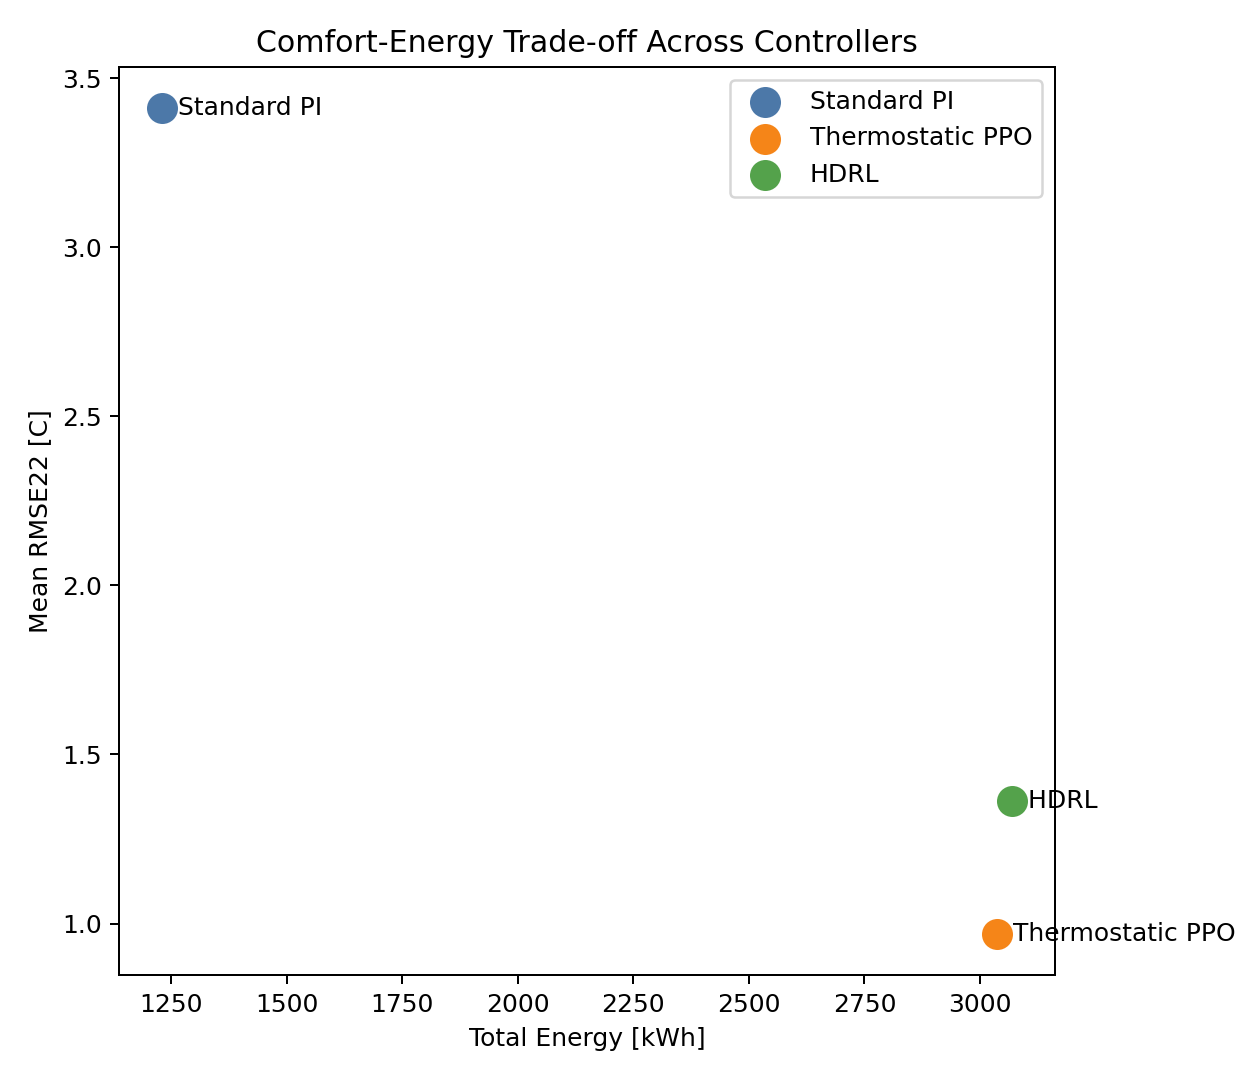 Comfort-Energy Trade-off Across Controllers
3.5
3.0
2.5
2.0
1.5
1.0
Mean RMSE22 [C]
Standard PI
Standard PI
Thermostatic PPO
HDRL
HDRL
Thermostatic PPO
1250
1500
1750
2000
2250
2500
2750
3000
Total Energy [kWh]